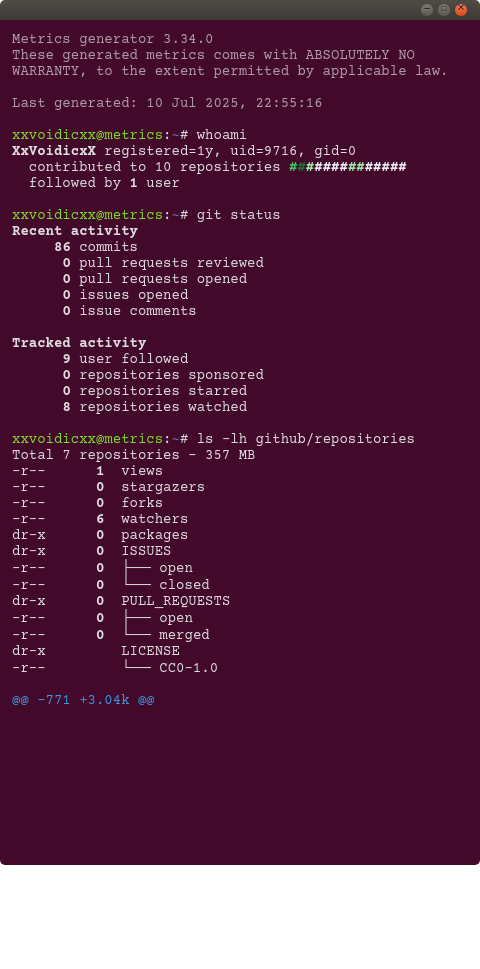 Metrics generator 3.34.0
These generated metrics comes with ABSOLUTELY NO
WARRANTY, to the extent permitted by applicable law.
Last generated: 10 Jul 2025, 22:55:16
xxvoidicxx@metrics:~# whoami
XxVoidicxX registered=1y, uid=9716, gid=0
contributed to 10 repositories ##############
followed by 1 user
xxvoidicxx@metrics:~# git status
Recent activity
86 commits
0 pull requests reviewed
0 pull requests opened
0 issues opened
0 issue comments
Tracked activity
9 user followed
0 repositories sponsored
0 repositories starred
8 repositories watched
xxvoidicxx@metrics:~# ls -lh github/repositories
Total 7 repositories - 357 MB
-r-- 1 views
-r-- 0 stargazers
-r-- 0 forks
-r-- 6 watchers
dr-x 0 packages
dr-x 0 ISSUES
-r-- 0 ├── open
-r-- 0 └── closed
dr-x 0 PULL_REQUESTS
-r-- 0 ├── open
-r-- 0 └── merged
dr-x LICENSE
-r-- └── CC0-1.0
@@ -771 +3.04k @@